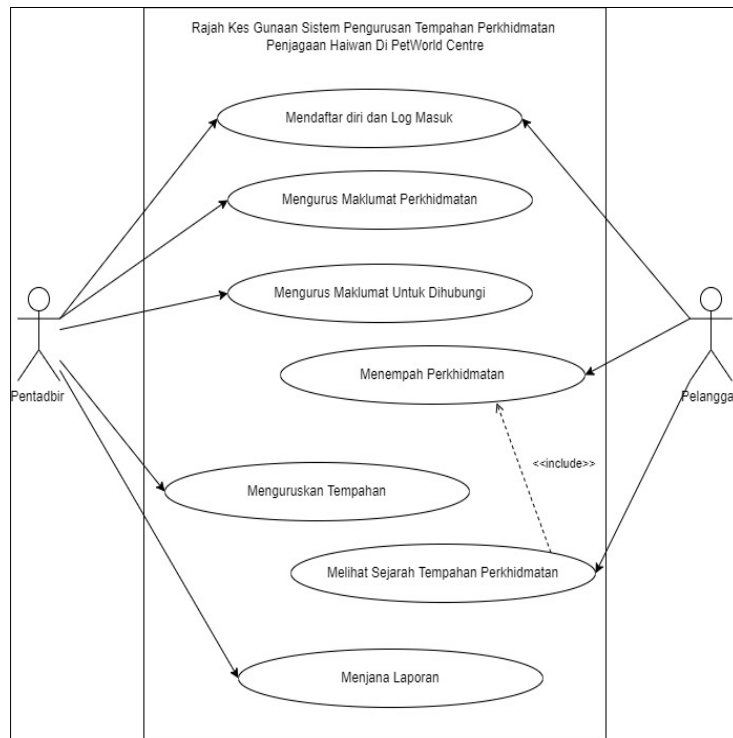 Rajah Kes Gunaan Sistem Pengurusan Tempahan Perkhidmatan
Penjagaan Haiwan Di PetWorld Centre
Mendaftar diri dan Log Masuk
Mengurus Maklumat Perkhidmatan
Mengurus Maklumat Untuk Dihubungi
Menempah Perkhidmatan
Pentadbir
Pelangga
<<include>>
Menguruskan Tempahan
Melihat Sejarah Tempahan Perkhidmatan
Menjana Laporan